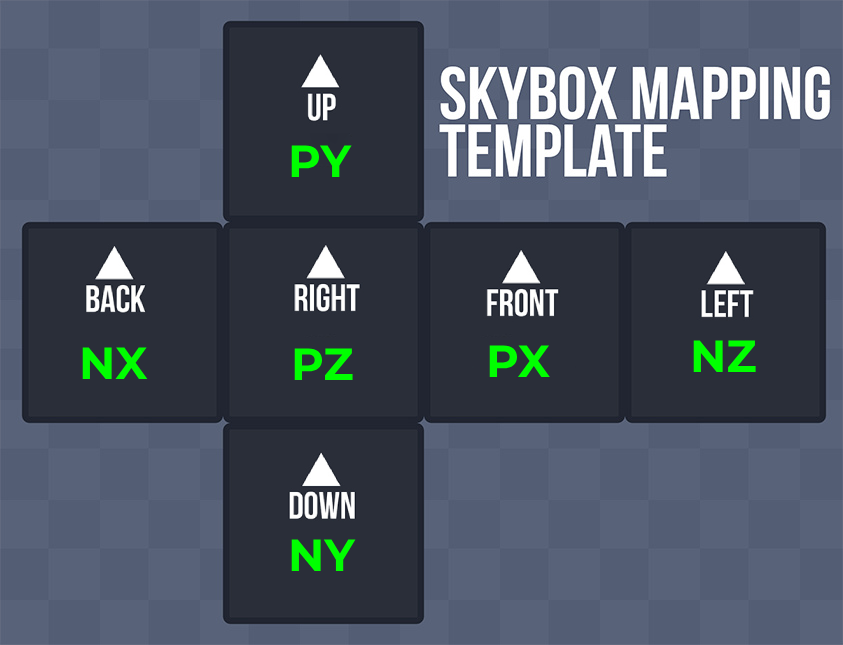 UP
PY
SKYBOX MAPPING
TEMPLATE
BACK
NX
RIGHT
PZ
FRONT
PX
LEFT
NZ
DOWN
NY